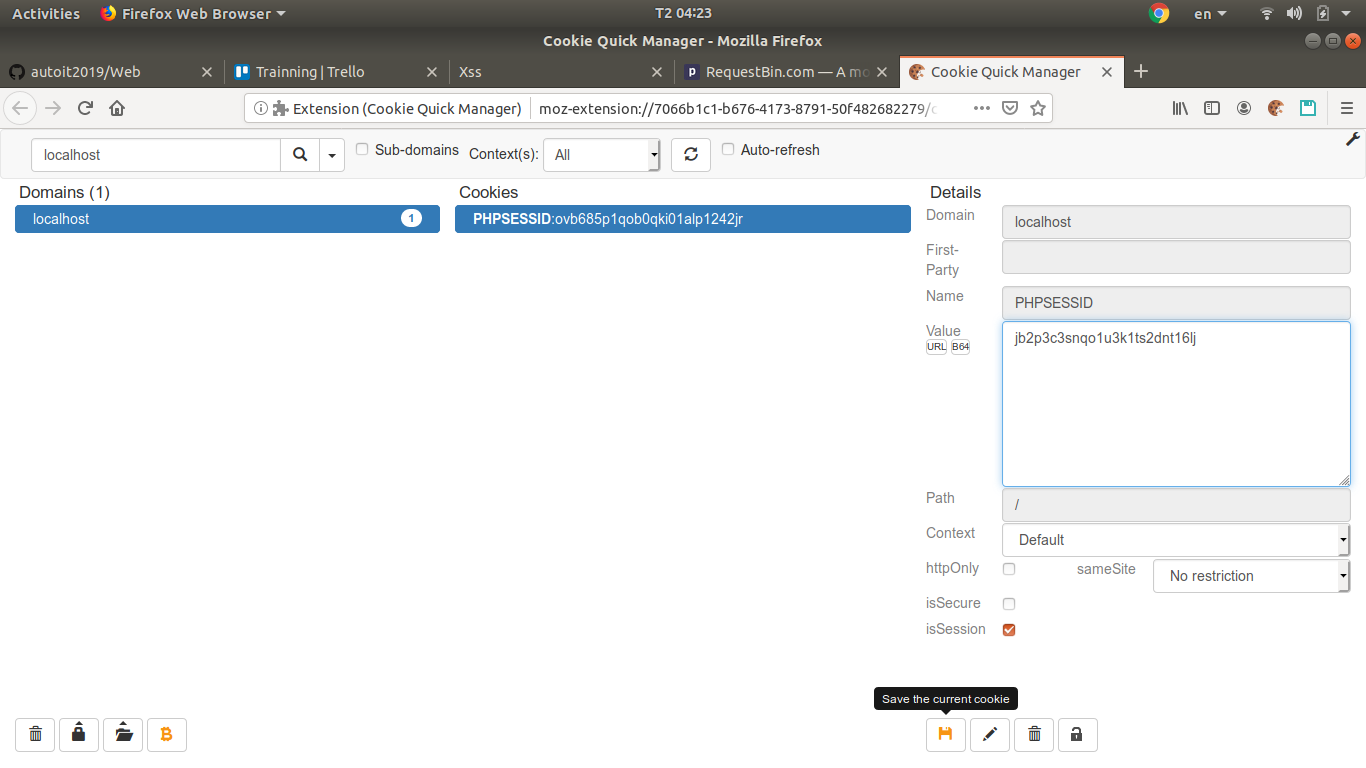 Activities Firefox Web Browser T2 04:23 en
Cookie Quick Manager - Mozilla Firefox
autoit2019/Web Trainning | Trello Xss RequestBin.com — A mo Cookie Quick Manager
Extension (Cookie Quick Manager) moz-extension://7066b1c1-b676-4173-8791-50f482682279/
localhost Sub-domains Context(s): All Auto-refresh
Domains (1) Cookies Details
localhost 1 PHPSESSID:ovb685p1qob0qki01alp1242jr
Domain localhost
First-
Party
Name PHPSESSID
Value jb2p3c3snqo1u3k1ts2dnt16lj
URL B64
Path /
Context Default
httpOnly sameSite No restriction
isSecure
isSession
Save the current cookie